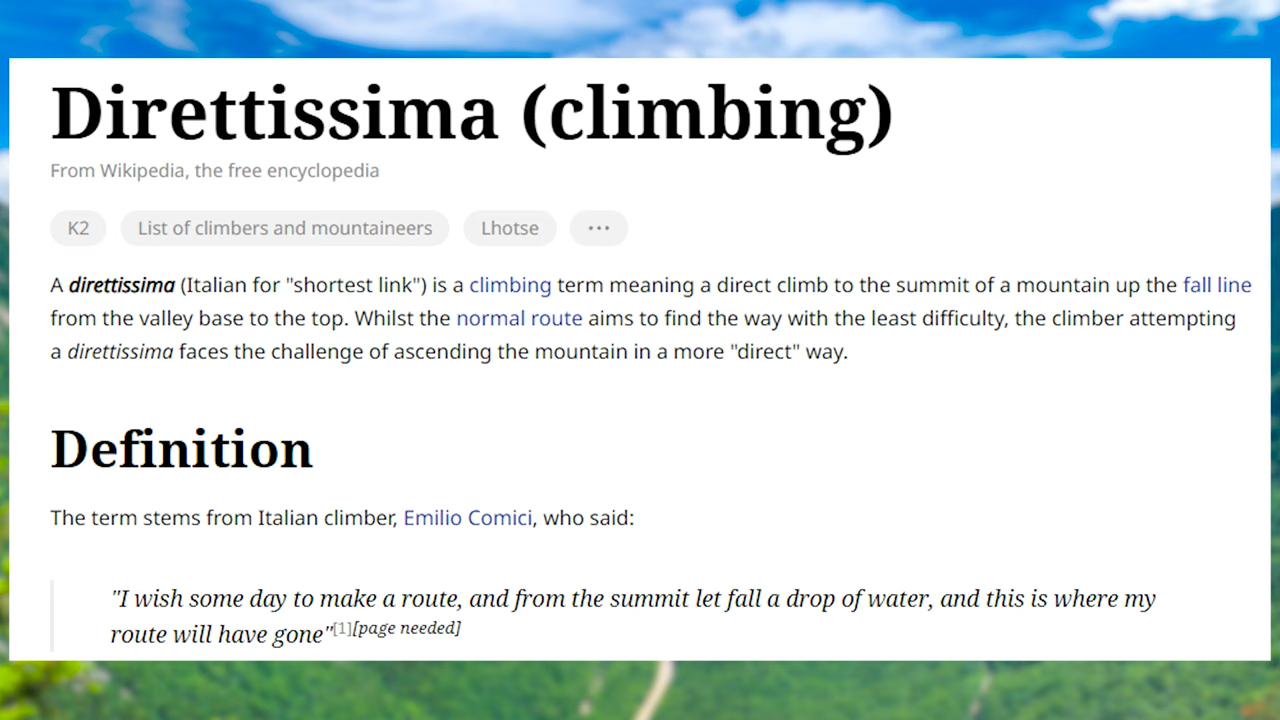 Direttissima (climbing)
From Wikipedia, the free encyclopedia
K2 List of climbers and mountaineers Lhotse ···
A direttissima (Italian for "shortest link") is a climbing term meaning a direct climb to the summit of a mountain up the fall line
from the valley base to the top. Whilst the normal route aims to find the way with the least difficulty, the climber attempting
a direttissima faces the challenge of ascending the mountain in a more "direct" way.
Definition
The term stems from Italian climber, Emilio Comici, who said:
"I wish some day to make a route, and from the summit let fall a drop of water, and this is where my
route will have gone"[1][page needed]